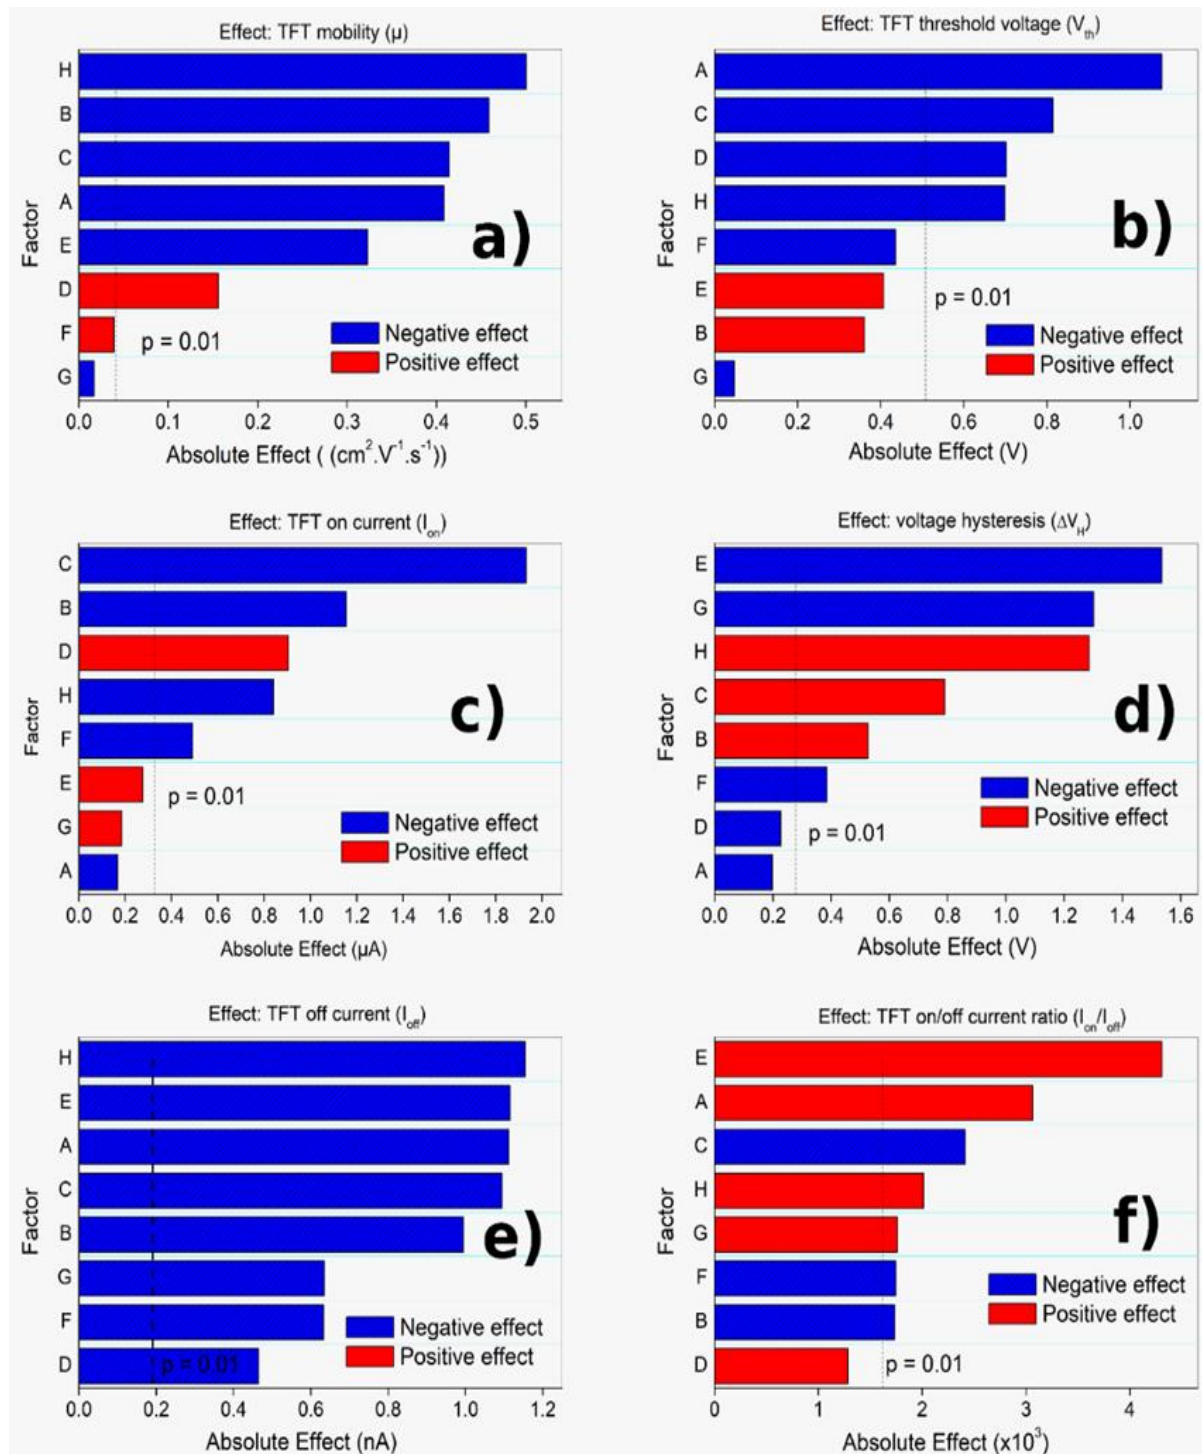 Effect: TFT mobility (μ)
Factor
H
B
C
A
E
D
F
G
a)
p = 0.01
Negative effect
Positive effect
0.0 0.1 0.2 0.3 0.4 0.5
Absolute Effect ( (cm².V⁻¹.s⁻¹))
Effect: TFT threshold voltage (Vth)
Factor
A
C
D
H
F
E
B
G
b)
p = 0.01
Negative effect
Positive effect
0.0 0.2 0.4 0.6 0.8 1.0
Absolute Effect (V)
Effect: TFT on current (Ion)
Factor
C
B
D
H
F
E
G
A
c)
p = 0.01
Negative effect
Positive effect
0.0 0.2 0.4 0.6 0.8 1.0 1.2 1.4 1.6 1.8 2.0
Absolute Effect (μA)
Effect: voltage hysteresis (ΔVH)
Factor
E
G
H
C
B
F
D
A
d)
Negative effect
Positive effect
p = 0.01
0.0 0.2 0.4 0.6 0.8 1.0 1.2 1.4 1.6
Absolute Effect (V)
Effect: TFT off current (Ioff)
Factor
H
E
A
C
B
G
F
D
e)
Negative effect
Positive effect
p = 0.01
0.0 0.2 0.4 0.6 0.8 1.0 1.2
Absolute Effect (nA)
Effect: TFT on/off current ratio (Ion/Ioff)
Factor
E
A
C
H
G
F
B
D
f)
Negative effect
Positive effect
p = 0.01
0 1 2 3 4
Absolute Effect (x10³)